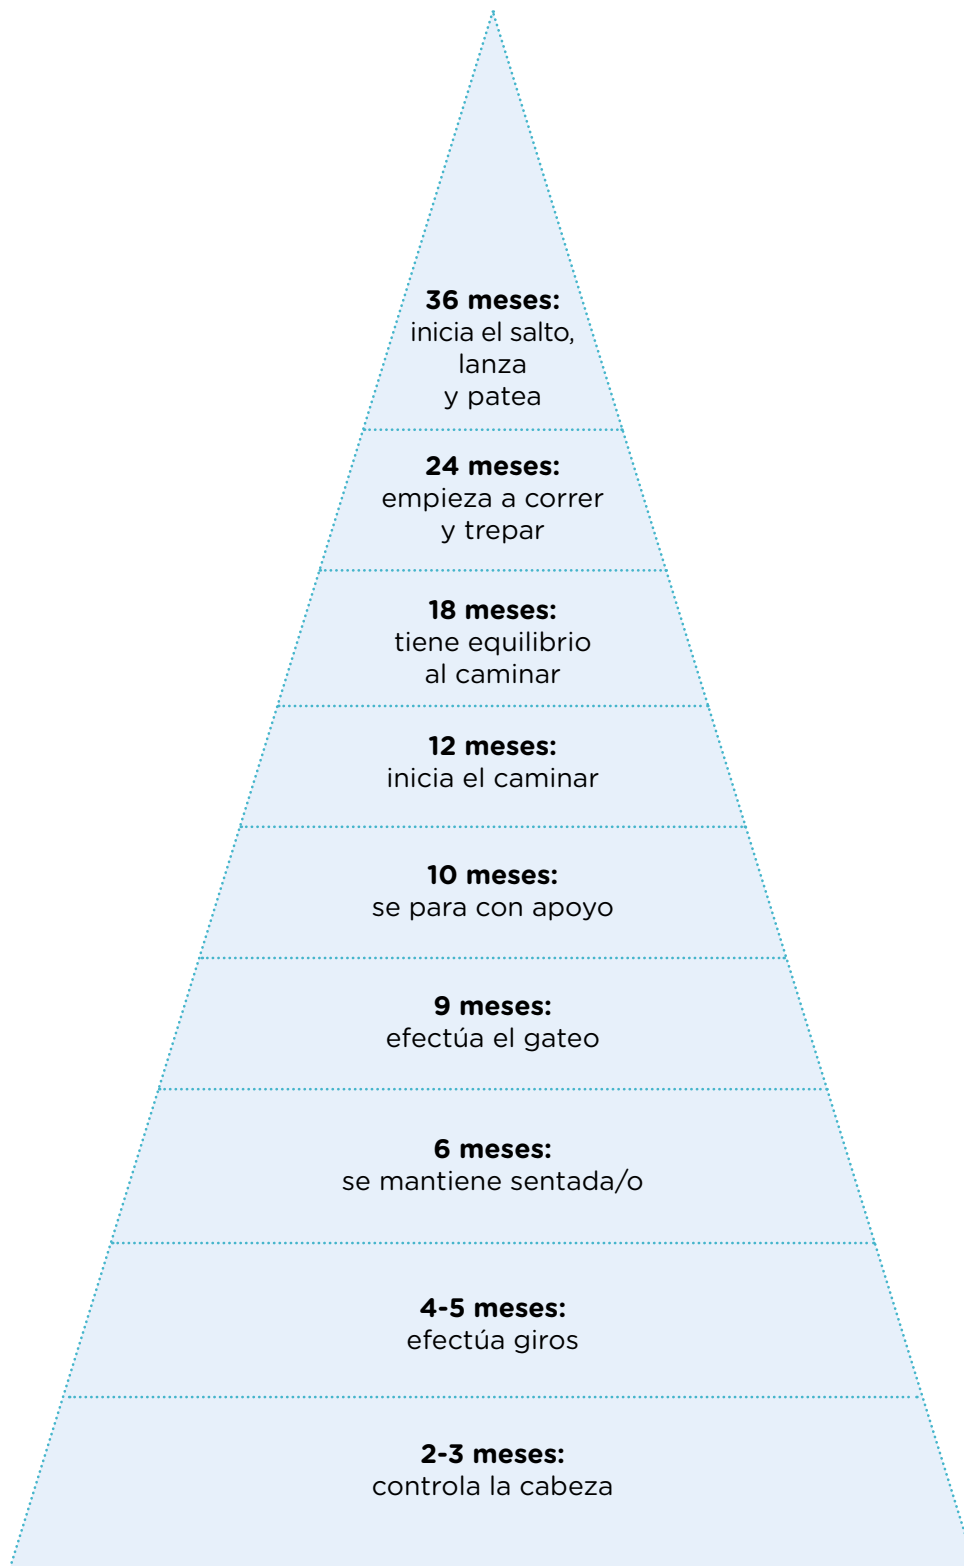 36 meses:
inicia el salto,
lanza
y patea
24 meses:
empieza a correr
y trepar
18 meses:
tiene equilibrio
al caminar
12 meses:
inicia el caminar
10 meses:
se para con apoyo
9 meses:
efectúa el gateo
6 meses:
se mantiene sentada/o
4-5 meses:
efectúa giros
2-3 meses:
controla la cabeza